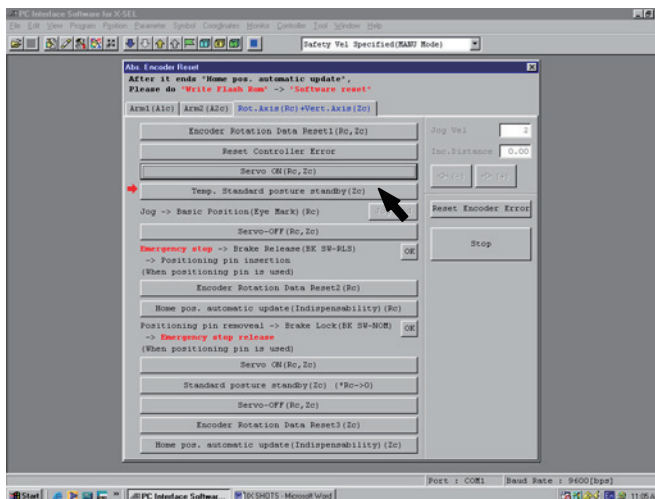 PC Interface Software for X-SEL
File Edit View Program Position Parameter Symbol Coordinates Monitor Controller Tool Window Help
Safety Vel Specified(MANU Mode)
Abs. Encoder Reset
After it ends "Home pos. automatic update",
Please do "Write Flash Rom" -> "Software reset"
Arm1(A1c) Arm2(A2c) Rot.Axis(Rc)+Vert.Axis(Zc)
Encoder Rotation Data Reset1(Rc,Zc)
Reset Controller Error
Servo ON(Rc,Zc)
Temp. Standard posture standby(Zc)
Jog -> Basic Position(Eye Mark)(Rc)
Servo-OFF(Rc,Zc)
Emergency stop -> Brake Release(BK SW-RLS)
-> Positioning pin insertion
(When positioning pin is used)
OK
Encoder Rotation Data Reset2(Rc)
Home pos. automatic update(Indispensability)(Rc)
Positioning pin removeal -> Brake Lock(BK SW-NOM)
-> Emergency stop release
(When positioning pin is used)
OK
Servo ON(Rc,Zc)
Standard posture standby(Zc) (*Rc->0)
Servo-OFF(Rc,Zc)
Encoder Rotation Data Reset3(Zc)
Home pos. automatic update(Indispensability)(Zc)
Jog Vel 2
Inc.Distance 0.00
Reset Encoder Error
Stop
Port : COM1 Baud Rate : 9600[bps]
Start
PC Interface Softwar...
SHOTS - Microsoft Word
11:05